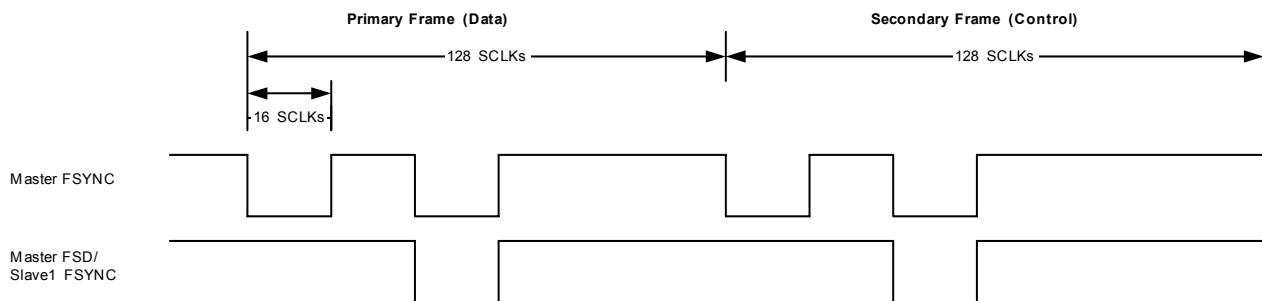 Primary Frame (Data)
Secondary Frame (Control)
128 SCLKs
128 SCLKs
16 SCLKs
Master FSYNC
Master FSD/
Slave1 FSYNC